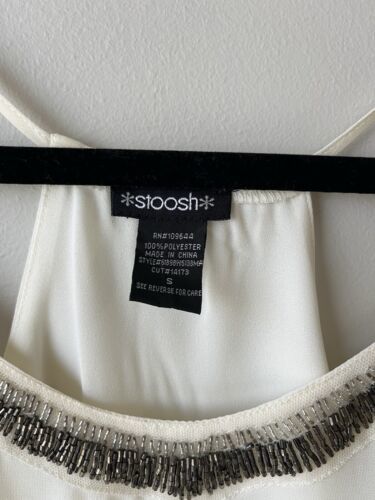 *stoosh*
RN#109644
100%POLYESTER
MADE IN CHINA
CUT#14173
S
SEE REVERSE FOR CARE